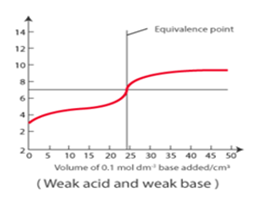 Equivalence point
14
12
10
8
6
4
2
2
0 5 10 15 20 25 30 35 40 45 50
Volume of 0.1 mol dm⁻³ base added/cm³
( Weak acid and weak base )